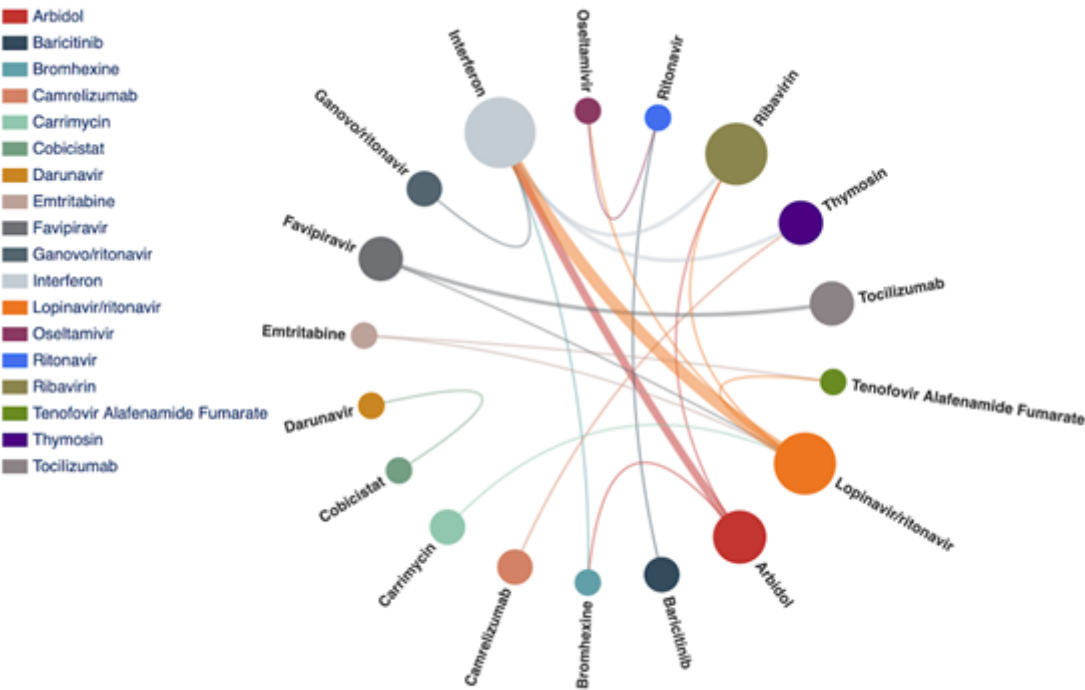 Arbidol
Baricitinib
Bromhexine
Camrelizumab
Carrimycin
Cobicistat
Darunavir
Emtritabine
Favipiravir
Ganovo/ritonavir
Interferon
Lopinavir/ritonavir
Oseltamivir
Ritonavir
Ribavirin
Tenofovir Alafenamide Fumarate
Thymosin
Tocilizumab
Interferon
Oseltamivir
Ritonavir
Ribavirin
Thymosin
Tocilizumab
Tenofovir Alafenamide Fumarate
Lopinavir/ritonavir
Arbidol
Baricitinib
Bromhexine
Camrelizumab
Carrimycin
Cobicistat
Darunavir
Emtritabine
Favipiravir
Ganovo/ritonavir